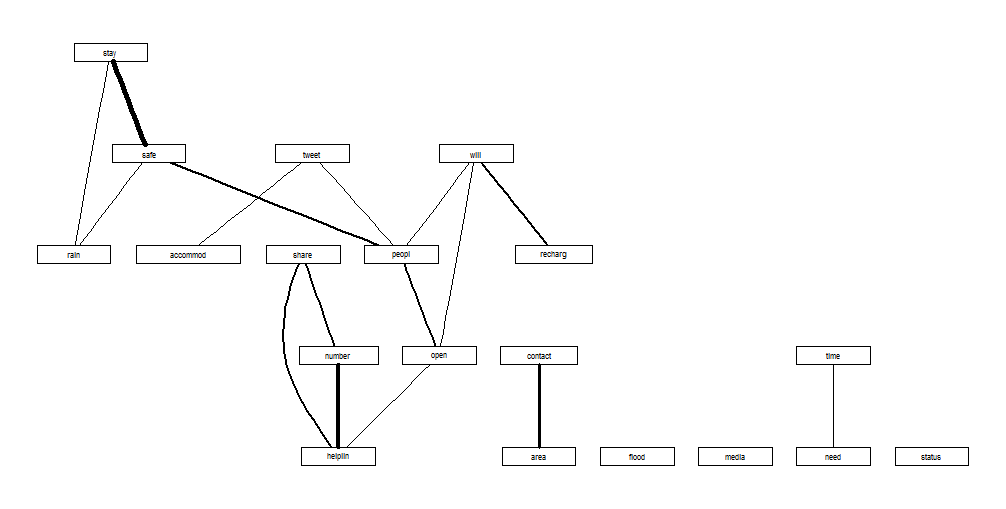 stay
safe
tweet
will
rain
accommod
share
peopl
recharg
number
open
contact
time
helplin
area
flood
media
need
status